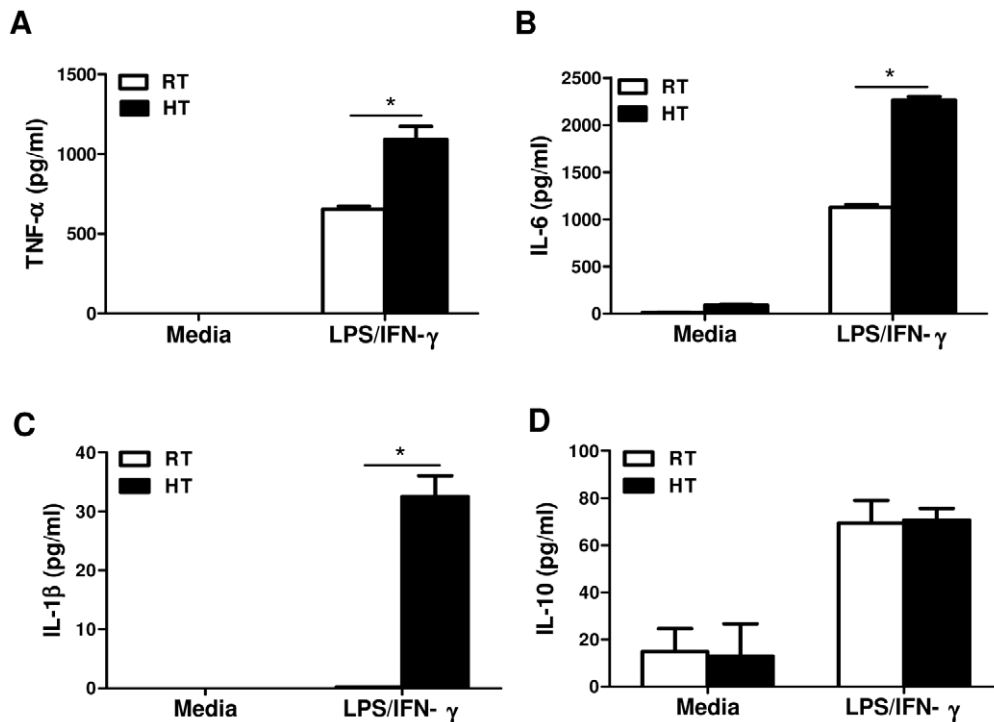 A
TNF-α (pg/ml)
1500
1000
500
0
RT
HT
*
Media
LPS/IFN- γ
B
IL-6 (pg/ml)
2500
2000
1500
1000
500
0
RT
HT
*
Media
LPS/IFN- γ
C
IL-1β (pg/ml)
40
30
20
10
0
RT
HT
*
Media
LPS/IFN- γ
D
IL-10 (pg/ml)
100
80
60
40
20
0
RT
HT
Media
LPS/IFN- γ